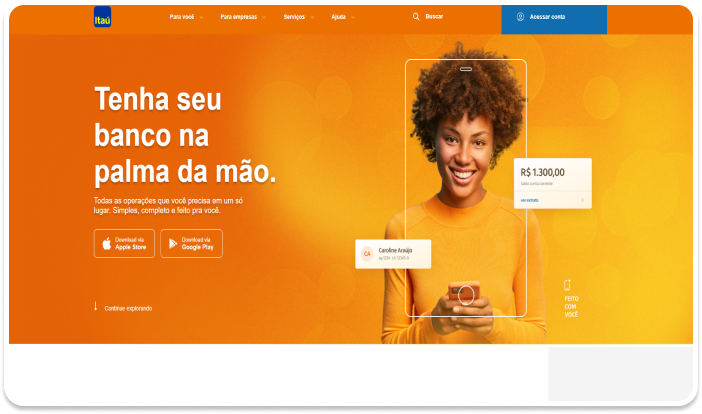 Itaú
Para você
Para empresas
Serviços
Ajuda
Buscar
Acessar conta
Tenha seu
banco na
palma da mão.
Todas as operações que você precisa em um só
lugar. Simples, completo e feito pra você.
Download via
Apple Store
Download via
Google Play
Continue explorando
R$ 1.300,00
Saldo conta corrente
ver extrato
CA
Caroline Araújo
FEITO
COM
VOCÊ